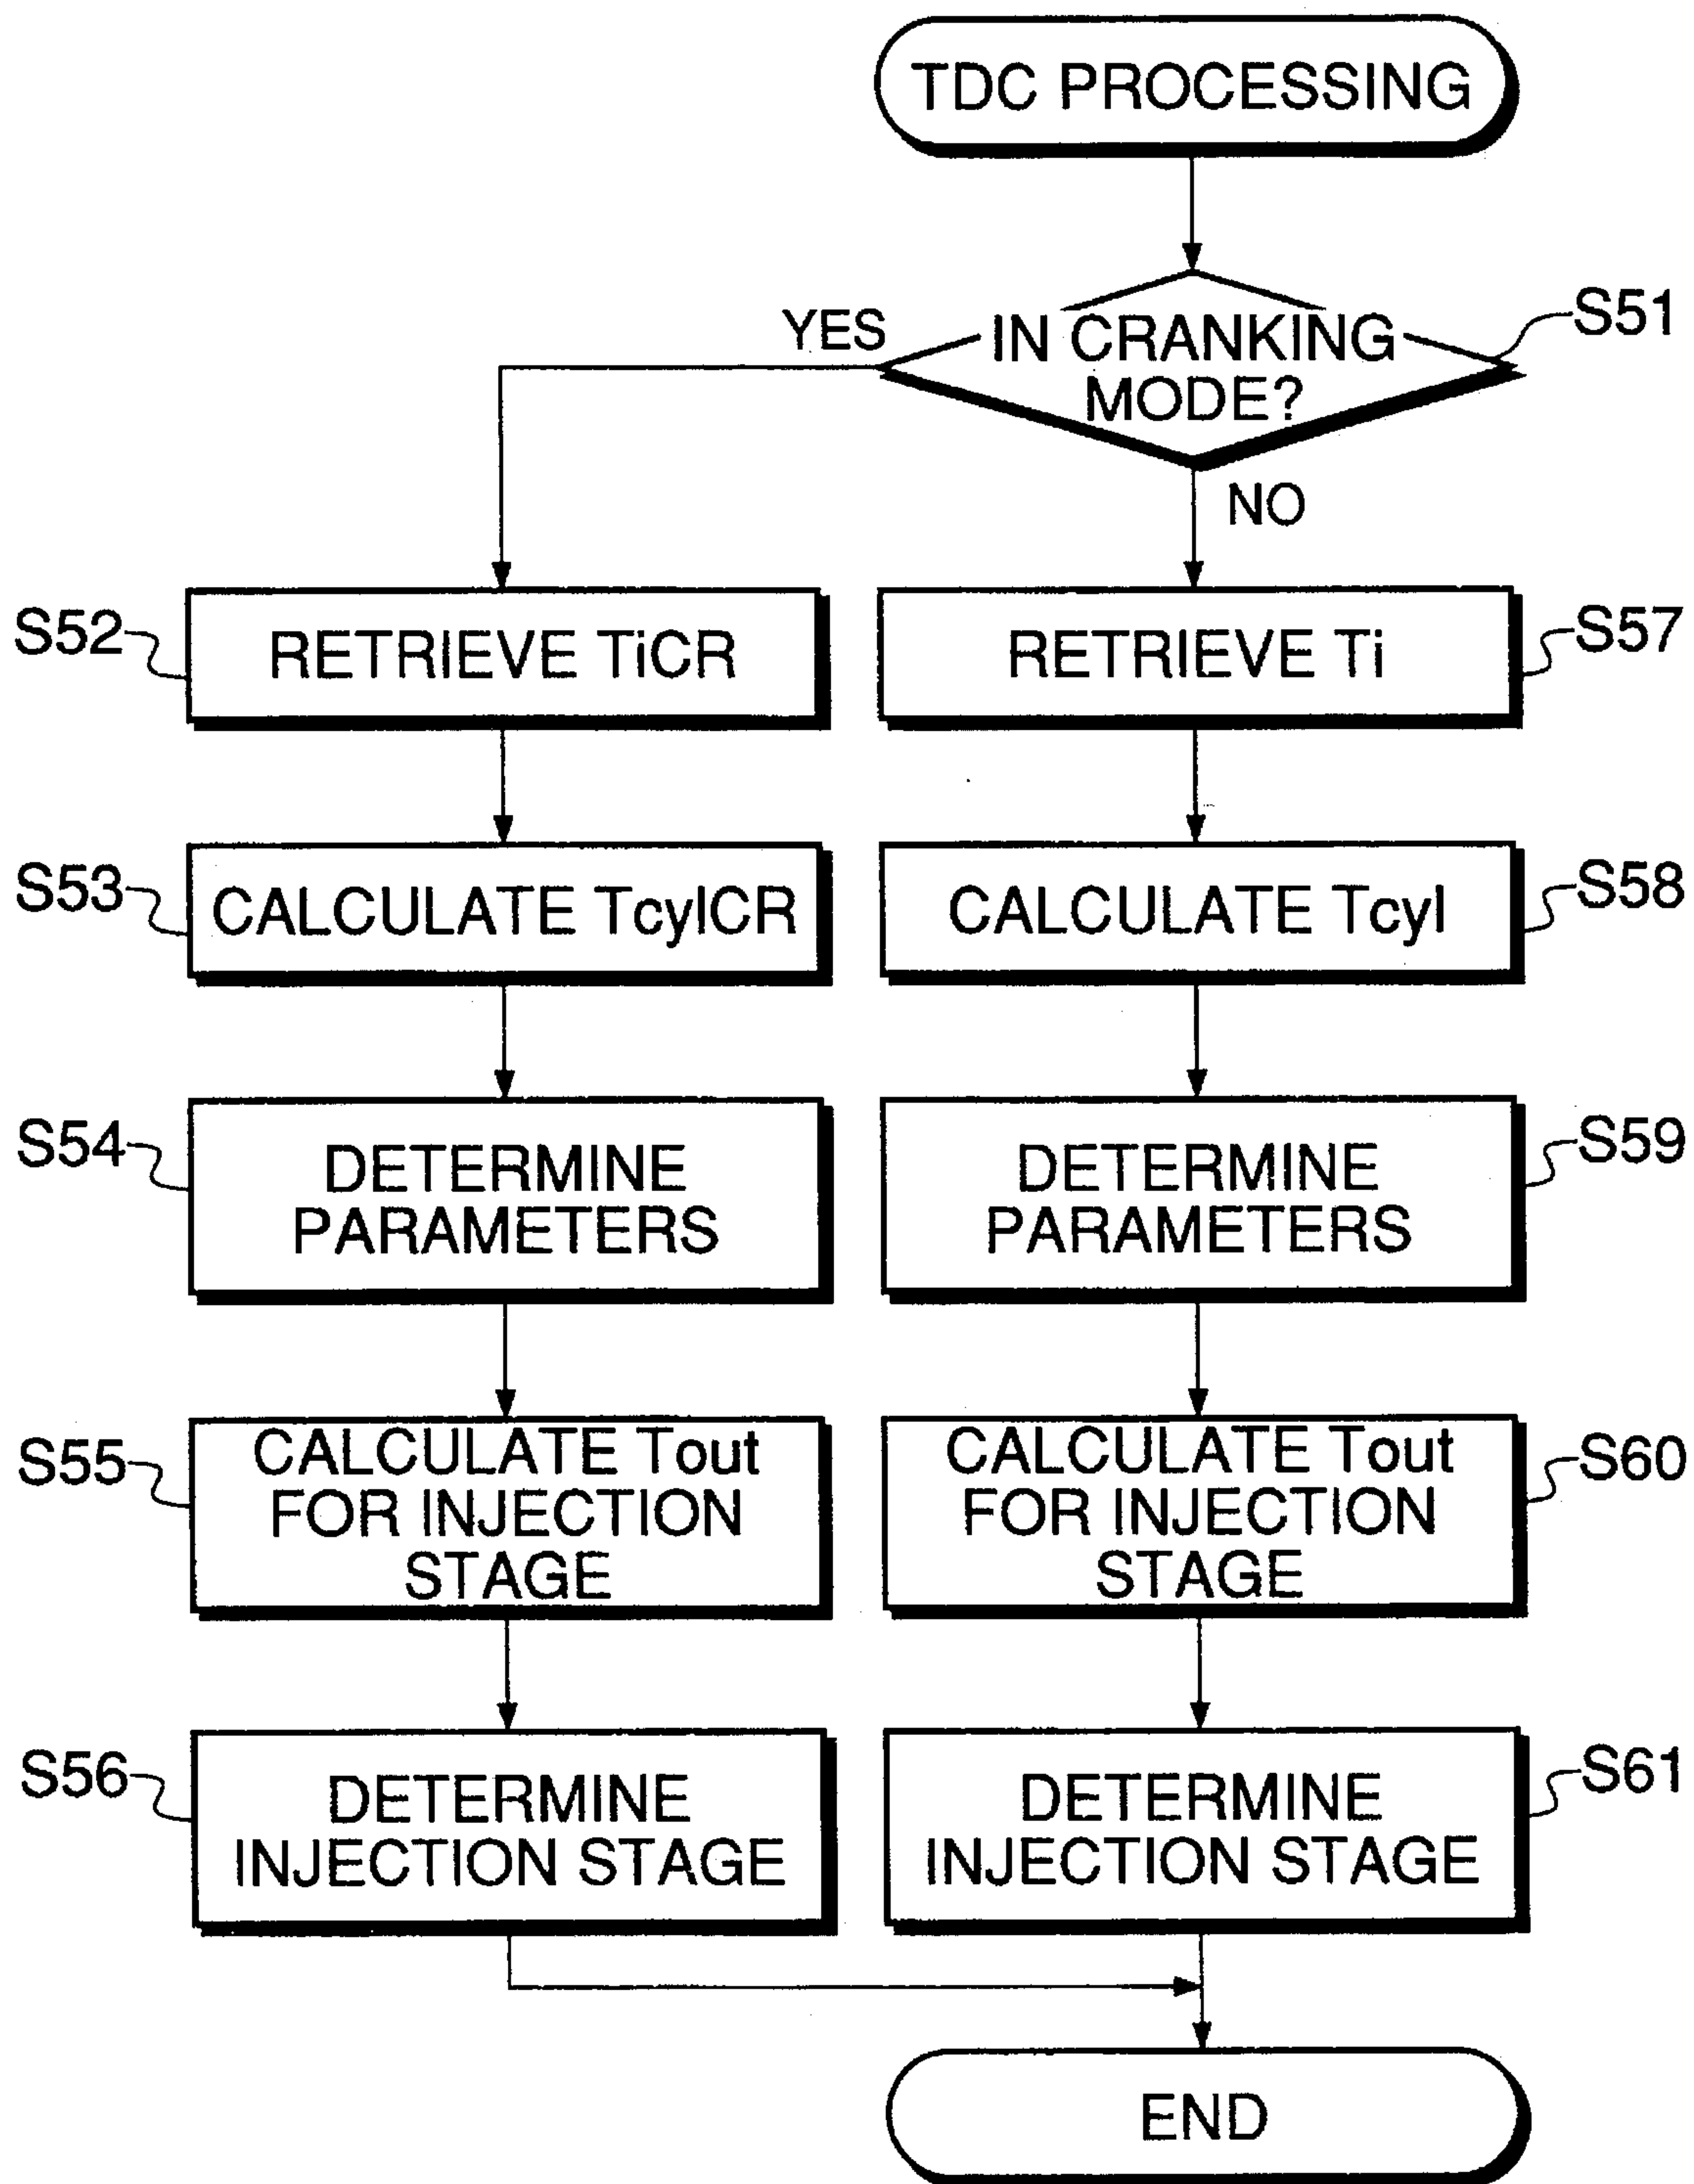 TDC PROCESSING
IN CRANKING
MODE?
S51
YES
NO
S52
RETRIEVE TiCR
RETRIEVE Ti
S57
S53
CALCULATE TcylCR
CALCULATE Tcyl
S58
S54
DETERMINE
PARAMETERS
DETERMINE
PARAMETERS
S59
S55
CALCULATE Tout
FOR INJECTION
STAGE
CALCULATE Tout
FOR INJECTION
STAGE
S60
S56
DETERMINE
INJECTION STAGE
DETERMINE
INJECTION STAGE
S61
END